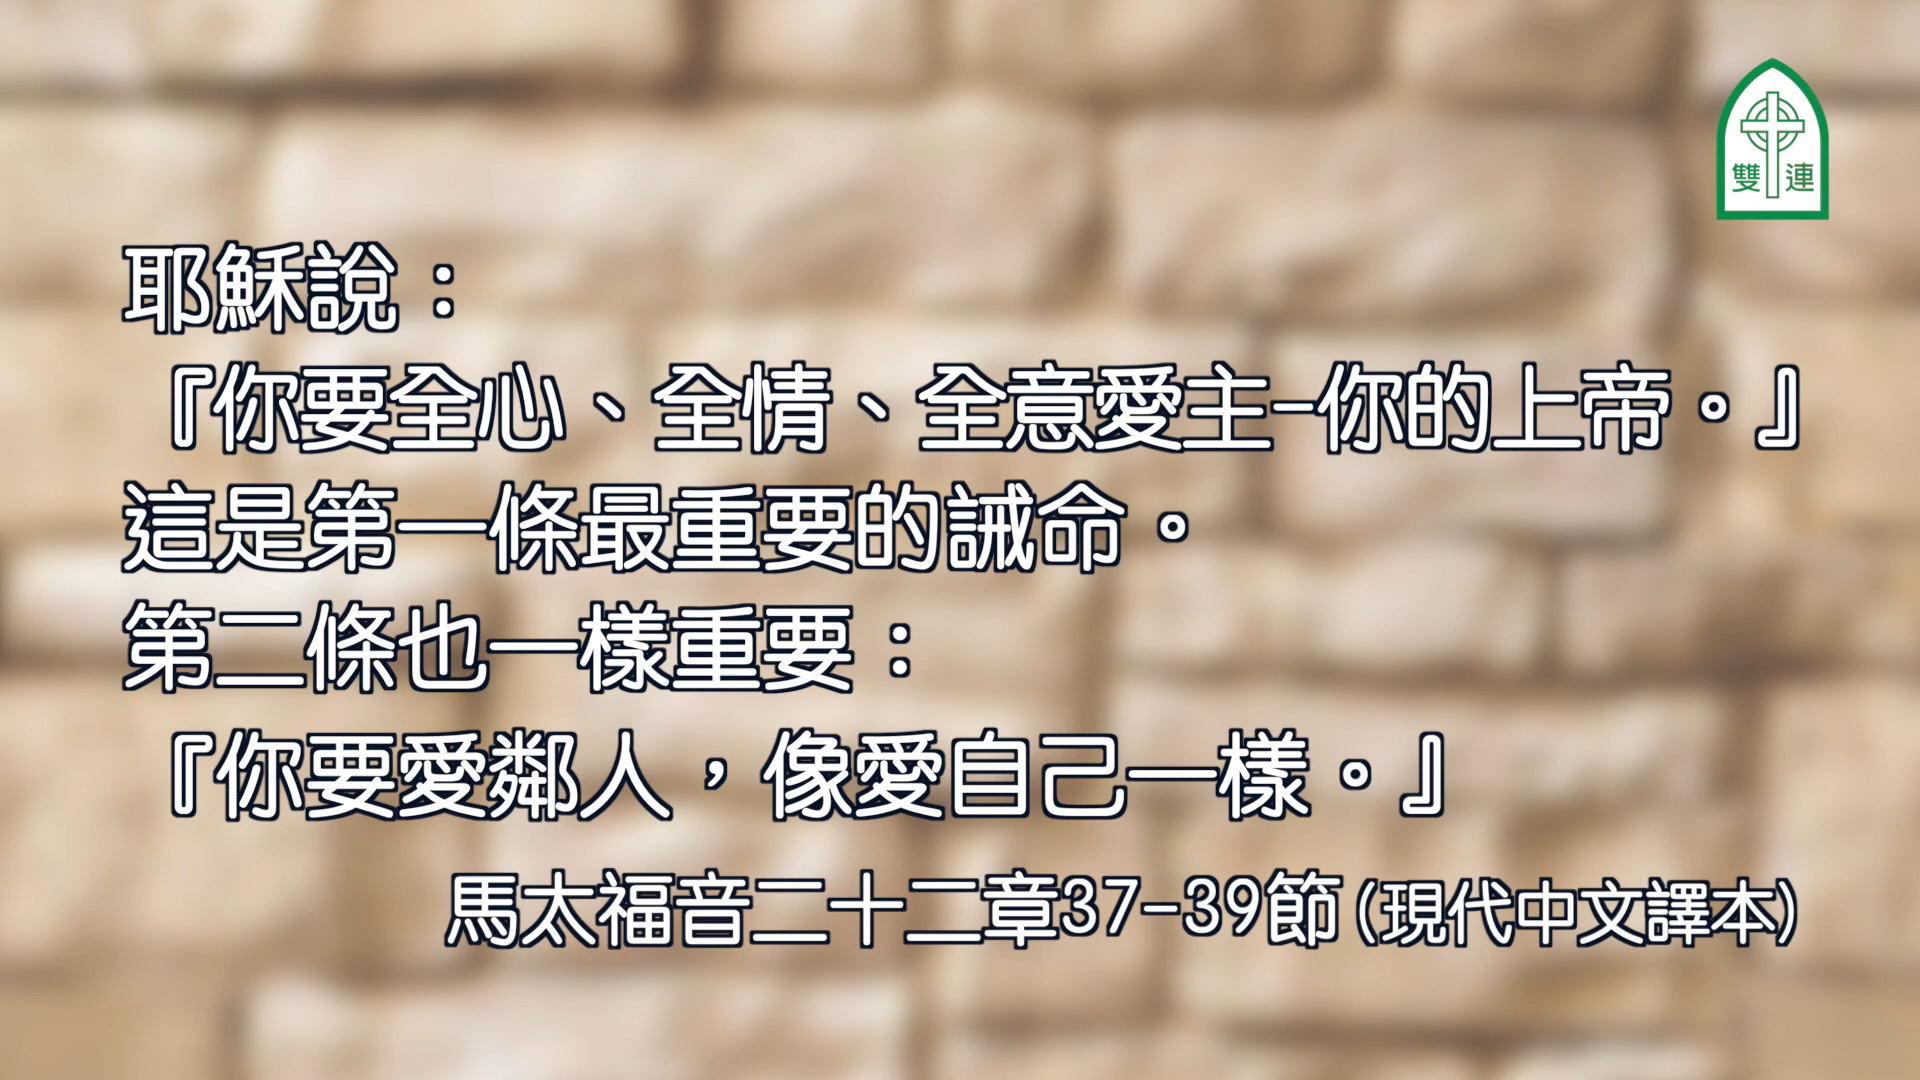 雙連
耶穌說：
『你要全心、全情、全意愛主-你的上帝。』
這是第一條最重要的誡命。
第二條也一樣重要：
『你要愛鄰人，像愛自己一樣。』
馬太福音二十二章37-39節(現代中文譯本)